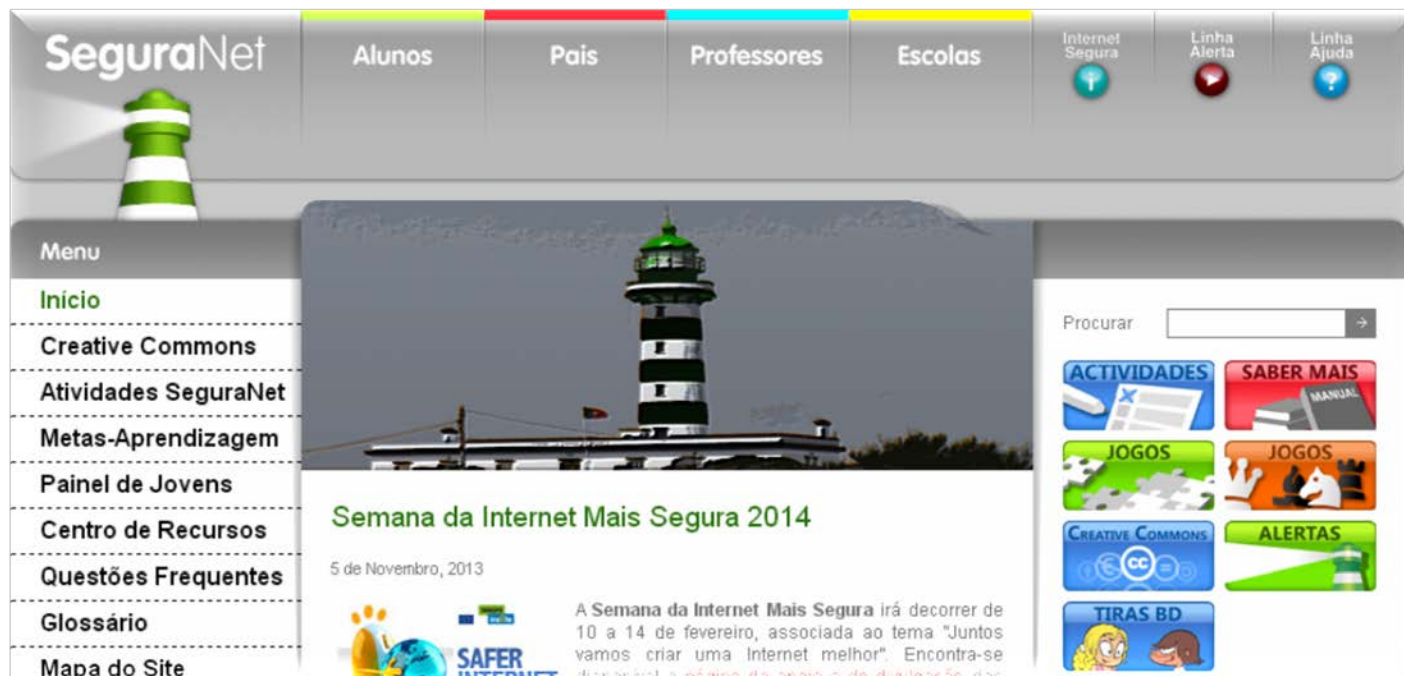 SeguraNet
Alunos
Pais
Professores
Escolas
Internet
Segura
Linha
Alerta
Linha
Ajuda
Menu
Início
Creative Commons
Atividades SeguraNet
Metas-Aprendizagem
Painel de Jovens
Centro de Recursos
Questões Frequentes
Glossário
Mapa do Site
Semana da Internet Mais Segura 2014
5 de Novembro, 2013
SAFER
INTERNET
A Semana da Internet Mais Segura irá decorrer de
10 a 14 de fevereiro, associada ao tema "Juntos
vamos criar uma Internet melhor". Encontra-se
Procurar
ACTIVIDADES
SABER MAIS
MANUAL
JOGOS
JOGOS
CREATIVE COMMONS
cc
ALERTAS
TIRAS BD